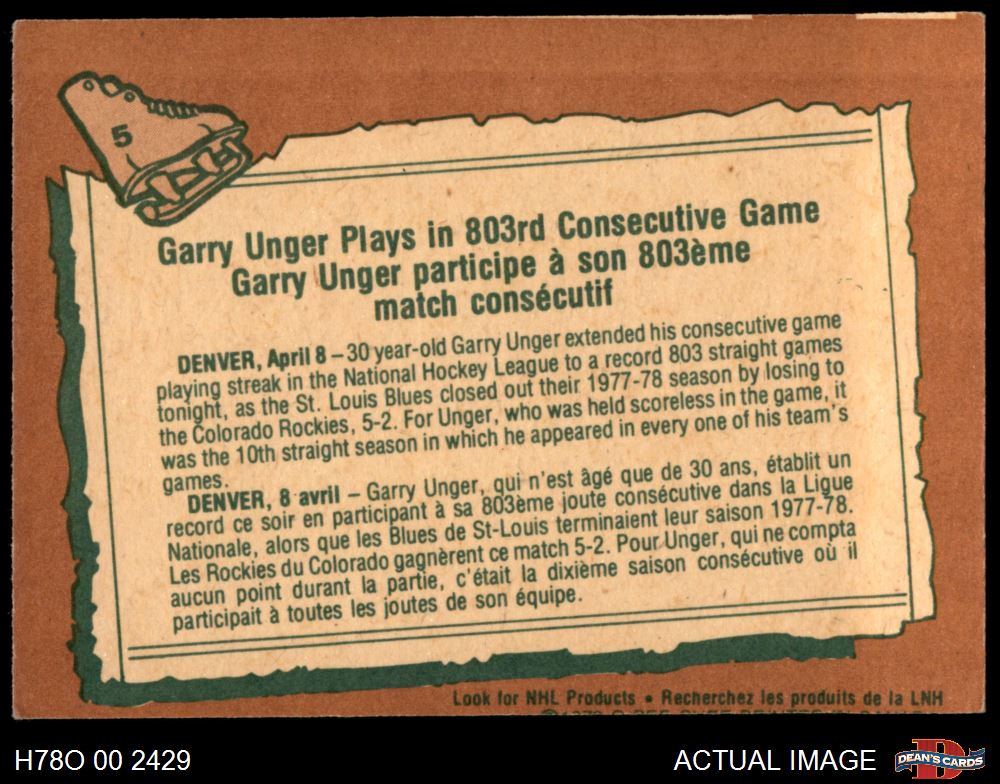 5
Garry Unger Plays in 803rd Consecutive Game
Garry Unger participe à son 803ème
match consécutif
DENVER, April 8 – 30 year-old Garry Unger extended his consecutive game
playing streak in the National Hockey League to a record 803 straight games
tonight, as the St. Louis Blues closed out their 1977-78 season by losing to
the Colorado Rockies, 5-2. For Unger, who was held scoreless in the game, it
was the 10th straight season in which he appeared in every one of his team's
games.
DENVER, 8 avril – Garry Unger, qui n'est âgé que de 30 ans, établit un
record ce soir en participant à sa 803ème joute consécutive dans la Ligue
Nationale, alors que les Blues de St-Louis terminaient leur saison 1977-78.
Les Rockies du Colorado gagnèrent ce match 5-2. Pour Unger, qui ne compta
aucun point durant la partie, c'était la dixième saison consécutive où il
participait à toutes les joutes de son équipe.
Look for NHL Products • Recherchez les produits de la LNH
H78O 00 2429
ACTUAL IMAGE
D
DEAN'S CARDS